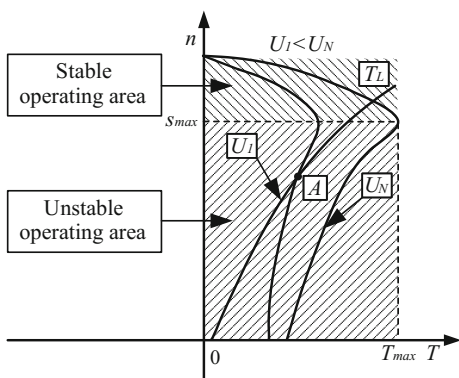 n
U1<UN
Stable
operating area
TL
smax
U1
A
UN
Unstable
operating area
0
Tmax
T